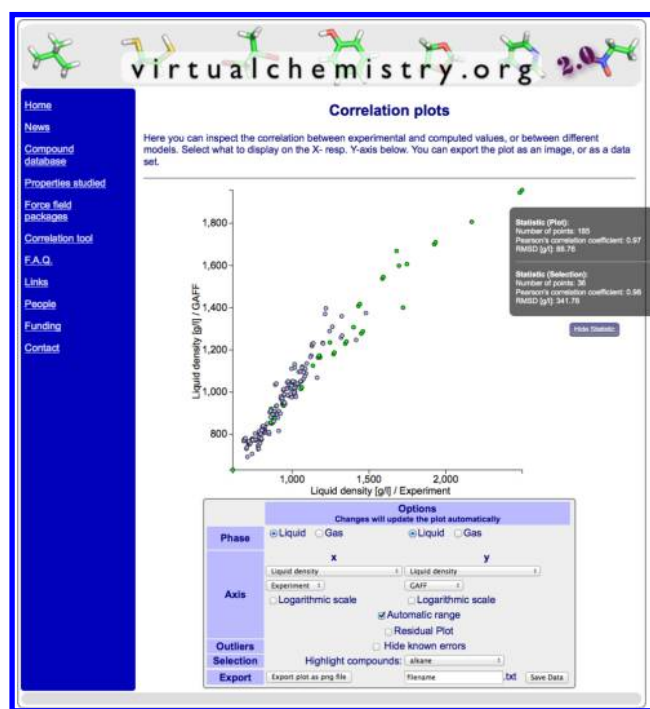 virtualchemistry.org 2.0
Home
News
Compound
database
Properties studied
Force field
packages
Correlation tool
F.A.Q.
Links
People
Funding
Contact
Correlation plots
Here you can inspect the correlation between experimental and computed values, or between different
models. Select what to display on the X- resp. Y-axis below. You can export the plot as an image, or as a data
set.
1,800
1,600
1,400
1,200
1,000
800
Liquid density [g/l] / GAFF
1,000 1,500 2,000
Liquid density [g/l] / Experiment
Statistic (Plot):
Number of points: 185
Pearson's correlation coefficient: 0.97
RMSD [g/l]: 88.76
Statistic (Selection):
Number of points: 36
Pearson's correlation coefficient: 0.98
RMSD [g/l]: 341.76
Hide Statistic
Options
Changes will update the plot automatically
Phase Liquid Gas Liquid Gas
x y
Axis
Liquid density Liquid density
Experiment GAFF
Logarithmic scale Logarithmic scale
Automatic range
Residual Plot
Outliers Hide known errors
Selection Highlight compounds: alkane
Export Export plot as png file filename .txt Save Data